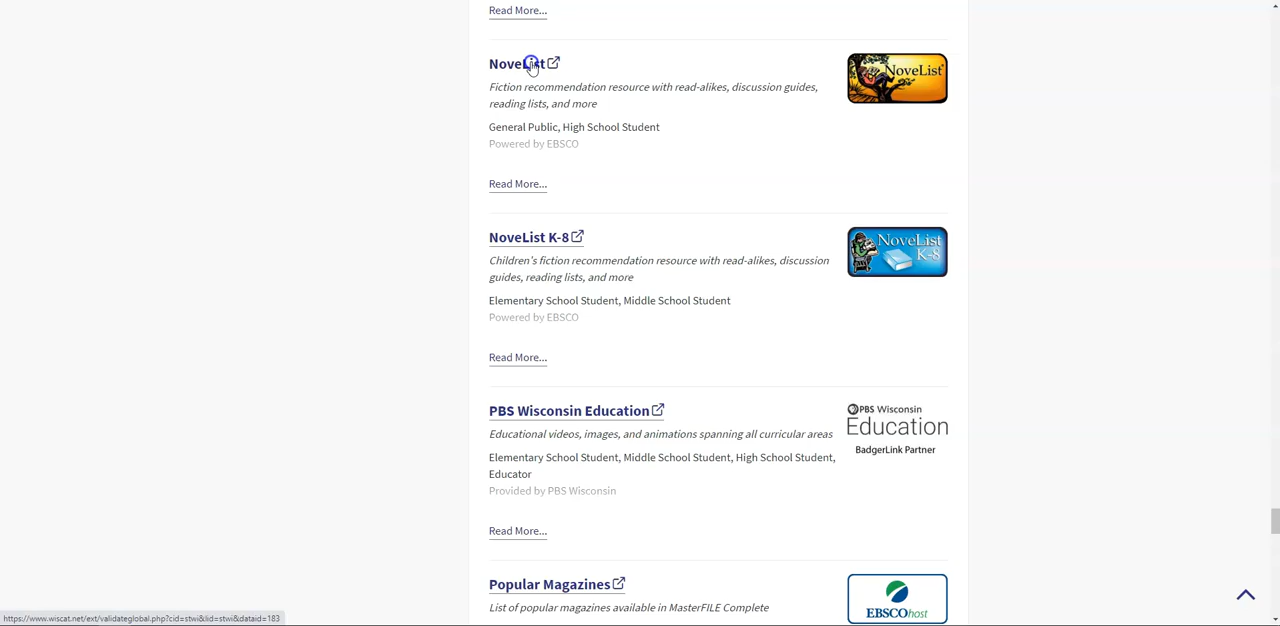 Read More...
NoveList
Fiction recommendation resource with read-alikes, discussion guides,
reading lists, and more
General Public, High School Student
Powered by EBSCO
NoveList
Read More...
NoveList K-8
Children's fiction recommendation resource with read-alikes, discussion
guides, reading lists, and more
Elementary School Student, Middle School Student
Powered by EBSCO
NoveList
K-8
Read More...
PBS Wisconsin Education
Educational videos, images, and animations spanning all curricular areas
Elementary School Student, Middle School Student, High School Student,
Educator
Provided by PBS Wisconsin
PBS Wisconsin
Education
BadgerLink Partner
Read More...
Popular Magazines
List of popular magazines available in MasterFILE Complete
EBSCOhost
https://www.wiscat.net/ext/validateglobal.php?cid=stwi&lid=stwi&dataid=183